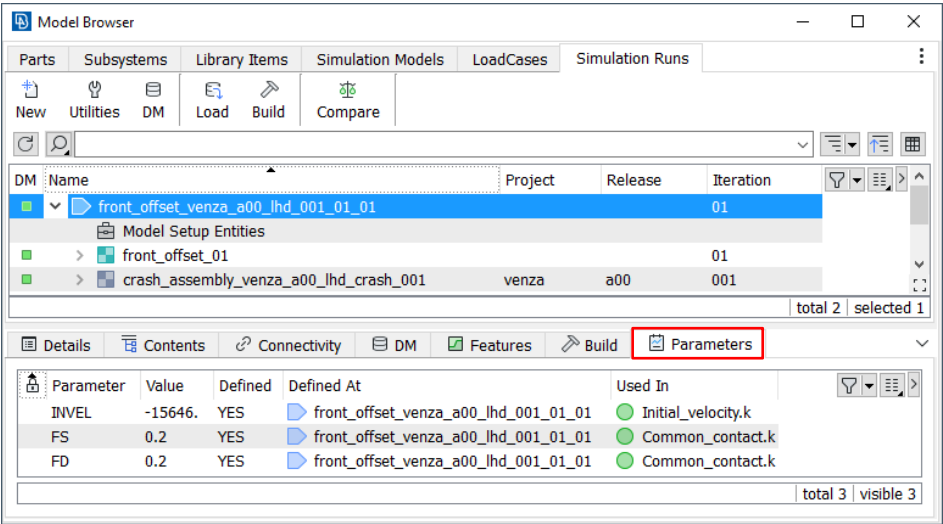 Model Browser
Parts Subsystems Library Items Simulation Models LoadCases Simulation Runs
New Utilities DM Load Build Compare
DM Name Project Release Iteration
front_offset_venza_a00_lhd_001_01_01 01
Model Setup Entities
front_offset_01 01
crash_assembly_venza_a00_lhd_crash_001 venza a00 001
total 2 selected 1
Details Contents Connectivity DM Features Build Parameters
Parameter Value Defined Defined At Used In
INVEL -15646. YES front_offset_venza_a00_lhd_001_01_01 Initial_velocity.k
FS 0.2 YES front_offset_venza_a00_lhd_001_01_01 Common_contact.k
FD 0.2 YES front_offset_venza_a00_lhd_001_01_01 Common_contact.k
total 3 visible 3